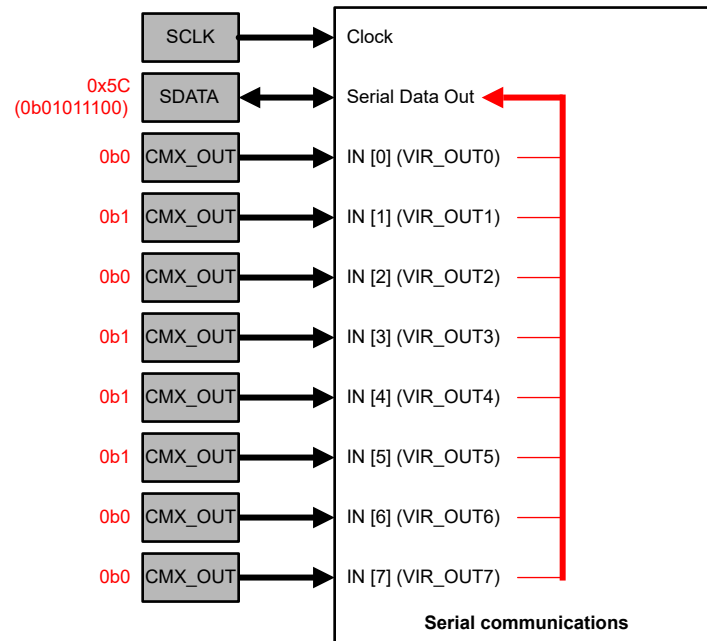 SCLK Clock
0x5C
(0b01011100) SDATA Serial Data Out
0b0 CMX_OUT IN [0] (VIR_OUT0)
0b1 CMX_OUT IN [1] (VIR_OUT1)
0b0 CMX_OUT IN [2] (VIR_OUT2)
0b1 CMX_OUT IN [3] (VIR_OUT3)
0b1 CMX_OUT IN [4] (VIR_OUT4)
0b1 CMX_OUT IN [5] (VIR_OUT5)
0b0 CMX_OUT IN [6] (VIR_OUT6)
0b0 CMX_OUT IN [7] (VIR_OUT7)
Serial communications